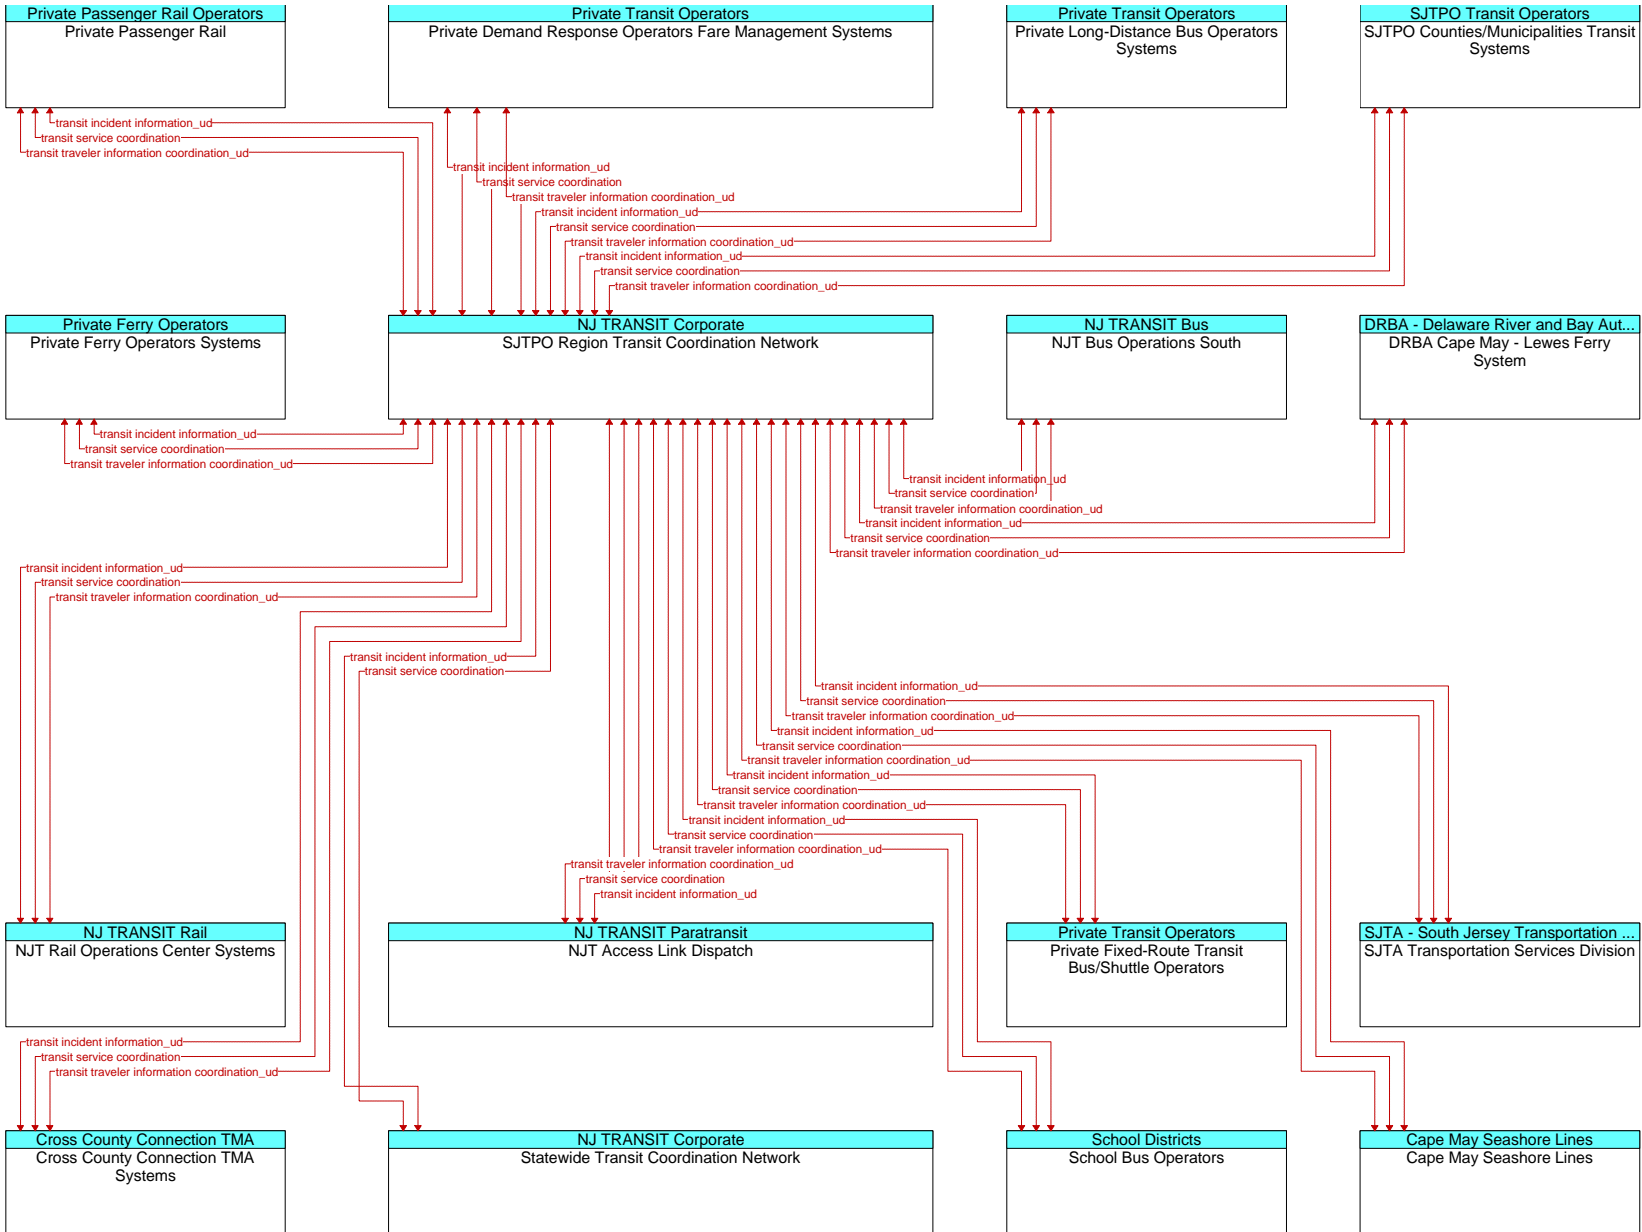 Private Passenger Rail Operators
Private Passenger Rail
Private Transit Operators
Private Demand Response Operators Fare Management Systems
Private Transit Operators
Private Long-Distance Bus Operators
Systems
SJTPO Transit Operators
SJTPO Counties/Municipalities Transit
Systems
transit incident information_ud
transit service coordination
transit traveler information coordination_ud
transit incident information_ud
transit service coordination
transit traveler information coordination_ud
transit incident information_ud
transit service coordination
transit traveler information coordination_ud
transit incident information_ud
transit service coordination
transit traveler information coordination_ud
Private Ferry Operators
Private Ferry Operators Systems
NJ TRANSIT Corporate
SJTPO Region Transit Coordination Network
NJ TRANSIT Bus
NJT Bus Operations South
DRBA - Delaware River and Bay Aut...
DRBA Cape May - Lewes Ferry
System
transit incident information_ud
transit service coordination
transit traveler information coordination_ud
transit incident information_ud
transit service coordination
transit traveler information coordination_ud
transit incident information_ud
transit service coordination
transit traveler information coordination_ud
transit incident information_ud
transit service coordination
transit traveler information coordination_ud
transit incident information_ud
transit service coordination
transit incident information_ud
transit service coordination
transit traveler information coordination_ud
transit incident information_ud
transit service coordination
transit traveler information coordination_ud
transit incident information_ud
transit service coordination
transit traveler information coordination_ud
transit incident information_ud
transit service coordination
transit traveler information coordination_ud
transit traveler information coordination_ud
transit service coordination
transit incident information_ud
NJ TRANSIT Rail
NJT Rail Operations Center Systems
NJ TRANSIT Paratransit
NJT Access Link Dispatch
Private Transit Operators
Private Fixed-Route Transit
Bus/Shuttle Operators
SJTA - South Jersey Transportation ...
SJTA Transportation Services Division
transit incident information_ud
transit service coordination
transit traveler information coordination_ud
Cross County Connection TMA
Cross County Connection TMA
Systems
NJ TRANSIT Corporate
Statewide Transit Coordination Network
School Districts
School Bus Operators
Cape May Seashore Lines
Cape May Seashore Lines